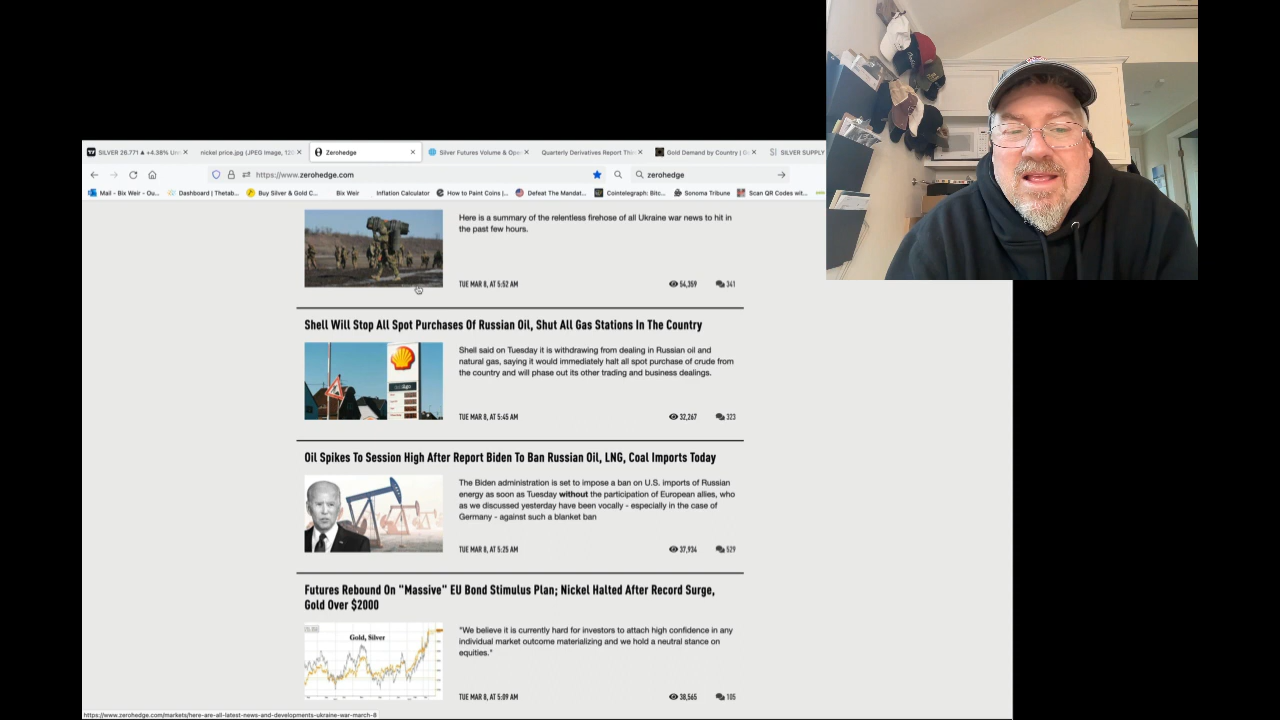 SILVER 26.771 ▲ +4.38% Un
nickel price.jpg (JPEG Image, 12
Zerohedge
Silver Futures Volume & Ope
Quarterly Derivatives Report Thi
Gold Demand by Country | G
SILVER SUPPLY
https://www.zerohedge.com
zerohedge
Mail - Bix Weir - Ou...
Dashboard | Thetab...
Buy Silver & Gold C...
Bix Weir
Inflation Calculator
How to Paint Coins |...
Defeat The Mandat...
Cointelegraph: Bitc...
Sonoma Tribune
Scan QR Codes wit...
Here is a summary of the relentless firehose of all Ukraine war news to hit in
the past few hours.
TUE MAR 8, AT 5:52 AM
54,359
341
Shell Will Stop All Spot Purchases Of Russian Oil, Shut All Gas Stations In The Country
Shell said on Tuesday it is withdrawing from dealing in Russian oil and
natural gas, saying it would immediately halt all spot purchase of crude from
the country and will phase out its other trading and business dealings.
TUE MAR 8, AT 5:45 AM
32,267
323
Oil Spikes To Session High After Report Biden To Ban Russian Oil, LNG, Coal Imports Today
The Biden administration is set to impose a ban on U.S. imports of Russian
energy as soon as Tuesday without the participation of European allies, who
as we discussed yesterday have been vocally - especially in the case of
Germany - against such a blanket ban
TUE MAR 8, AT 5:25 AM
37,934
529
Futures Rebound On "Massive" EU Bond Stimulus Plan; Nickel Halted After Record Surge,
Gold Over $2000
Gold, Silver
"We believe it is currently hard for investors to attach high confidence in any
individual market outcome materializing and we hold a neutral stance on
equities."
TUE MAR 8, AT 5:09 AM
38,565
105
https://www.zerohedge.com/markets/here-are-all-latest-news-and-developments-ukraine-war-march-8